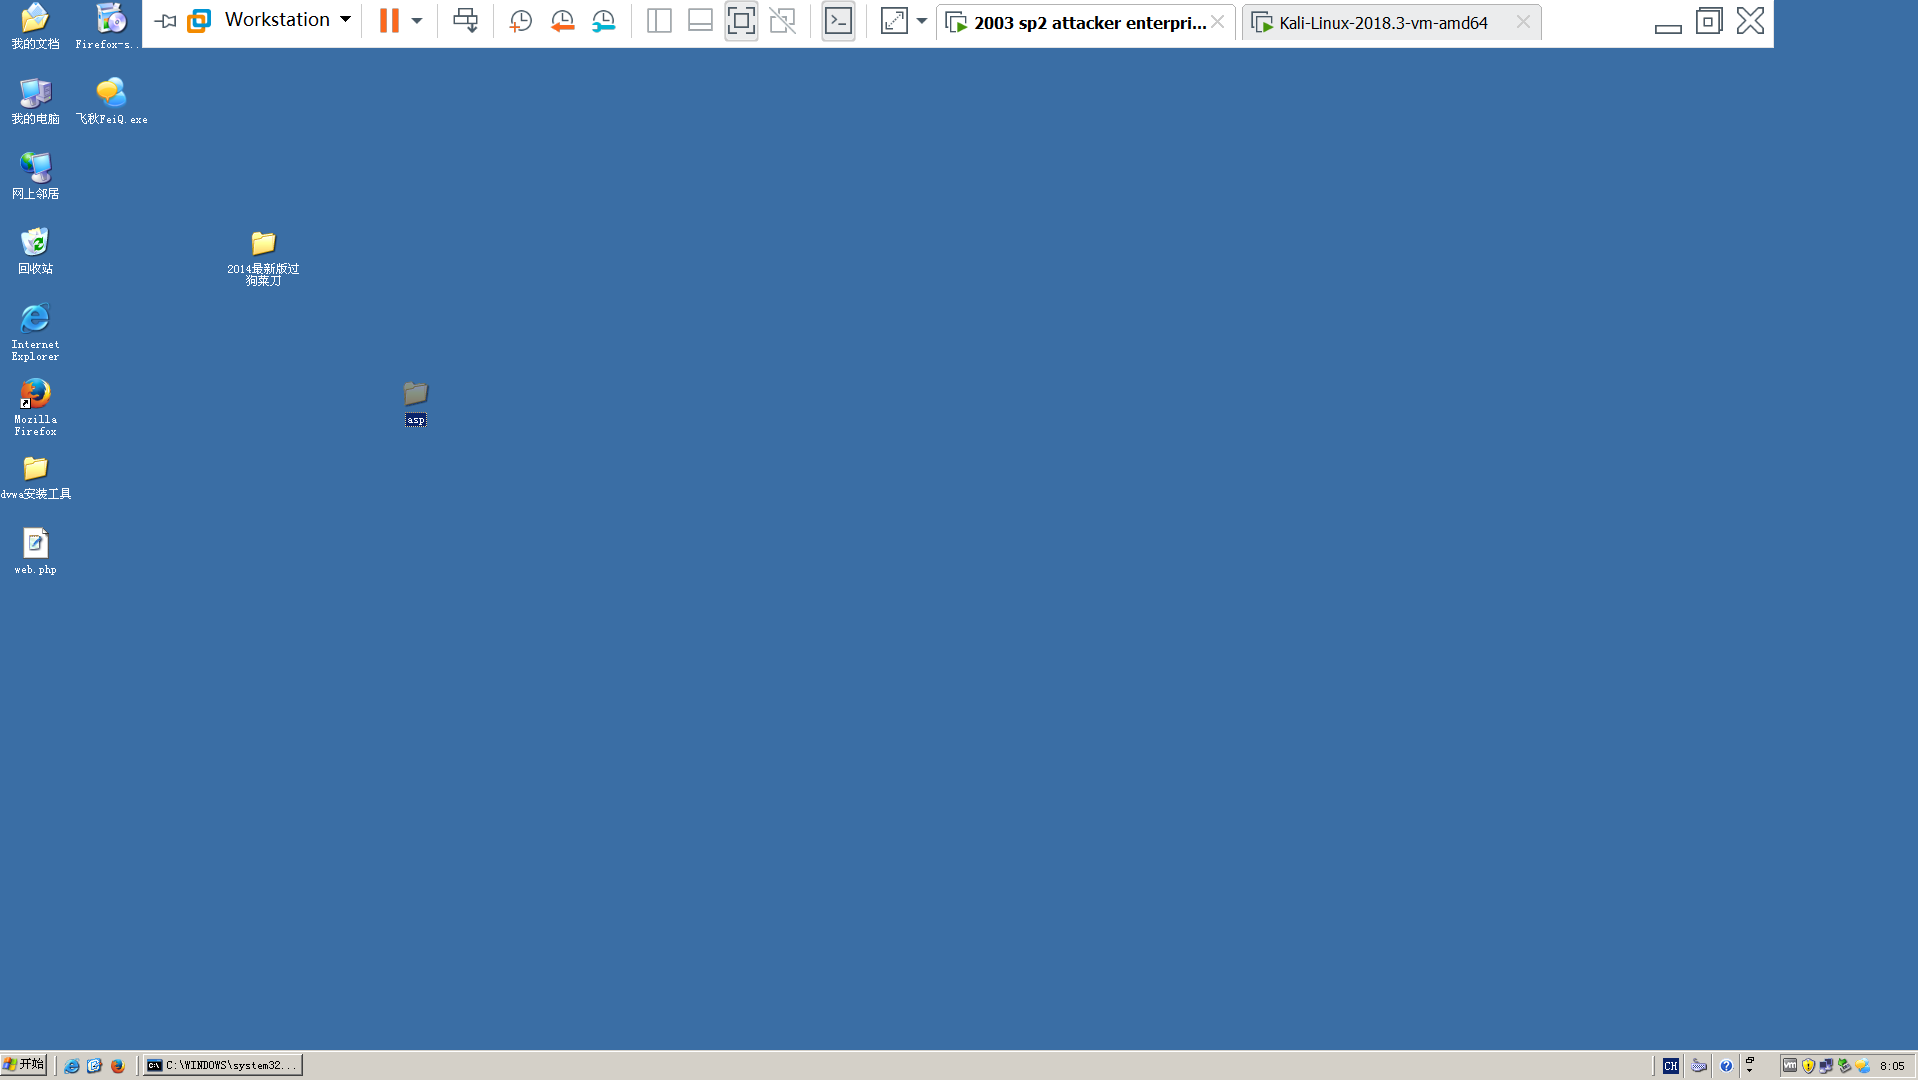 Workstation
2003 sp2 attacker enterpri...
Kali-Linux-2018.3-vm-amd64
我的文档
Firefox-s..
我的电脑
飞秋FeiQ.exe
网上邻居
回收站
2014最新版过
狗菜刀
Internet
Explorer
Mozilla
Firefox
asp
dvwa安装工具
web.php
开始
C:\WINDOWS\system32...
CH
vm
8:05